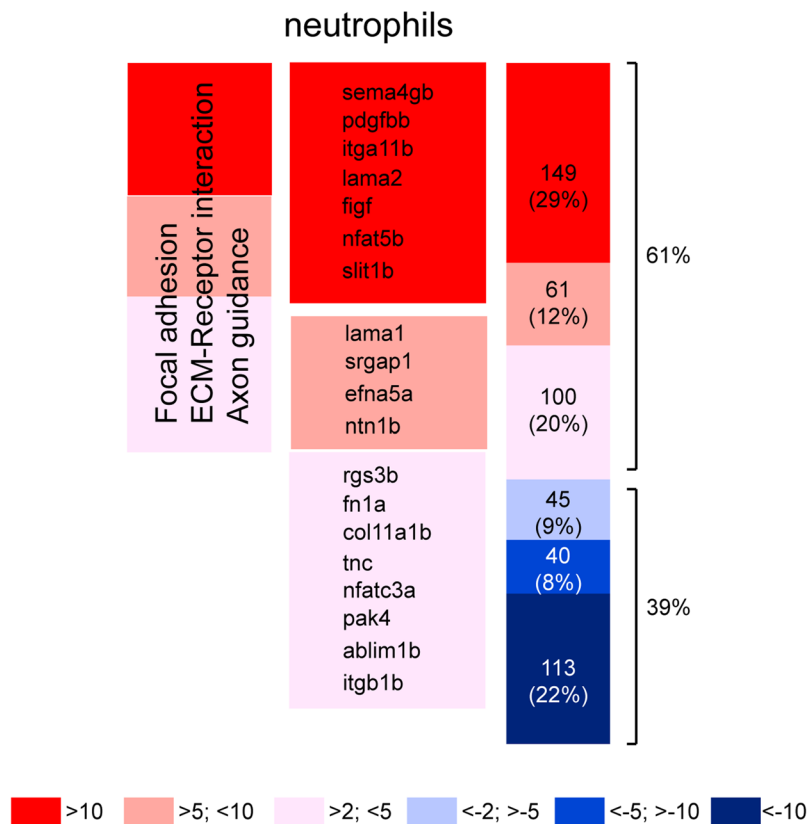 neutrophils
Focal adhesion
ECM-Receptor interaction
Axon guidance
sema4gb
pdgfbb
itga11b
lama2
figf
nfat5b
slit1b
lama1
srgap1
efna5a
ntn1b
rgs3b
fn1a
col11a1b
tnc
nfatc3a
pak4
ablim1b
itgb1b
149
(29%)
61
(12%)
100
(20%)
45
(9%)
40
(8%)
113
(22%)
61%
39%
>10 >5; <10 >2; <5 <-2; >-5 <-5; >-10 <-10